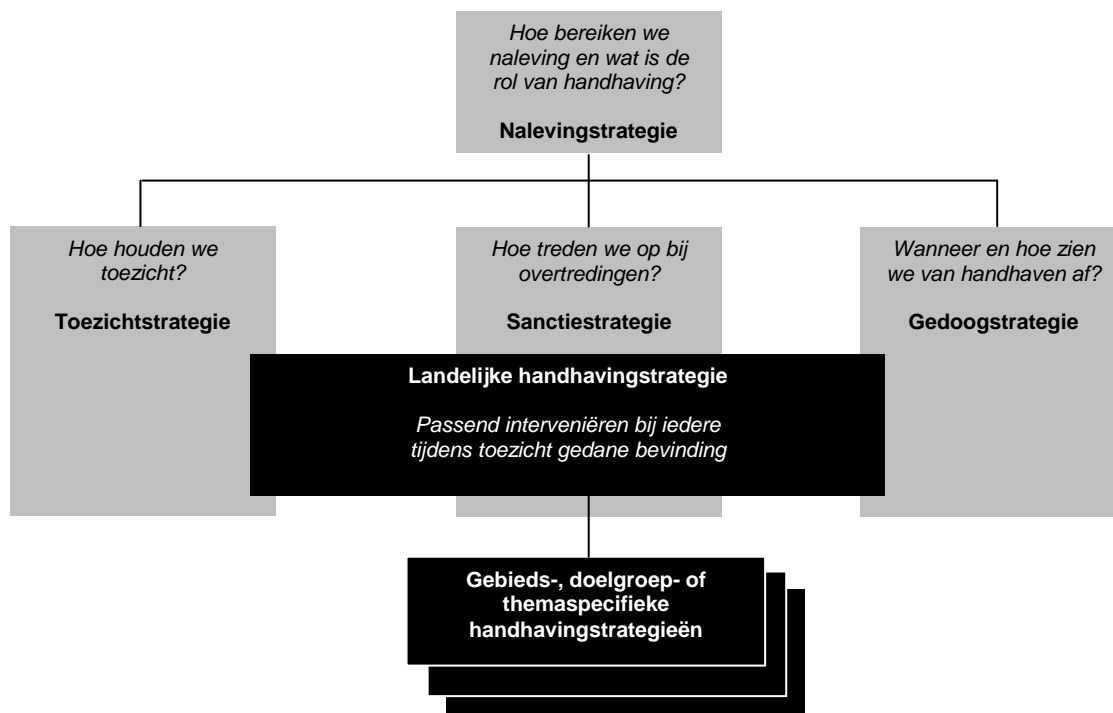 Hoe bereiken we
naleving en wat is de
rol van handhaving?
Nalevingstrategie
Hoe houden we
toezicht?
Toezichtstrategie
Hoe treden we op bij
overtredingen?
Sanctiestrategie
Wanneer en hoe zien
we van handhaven af?
Gedoogstrategie
Landelijke handhavingstrategie
Passend interveniëren bij iedere
tijdens toezicht gedane bevinding
Gebieds-, doelgroep- of
themaspecifieke
handhavingstrategieën